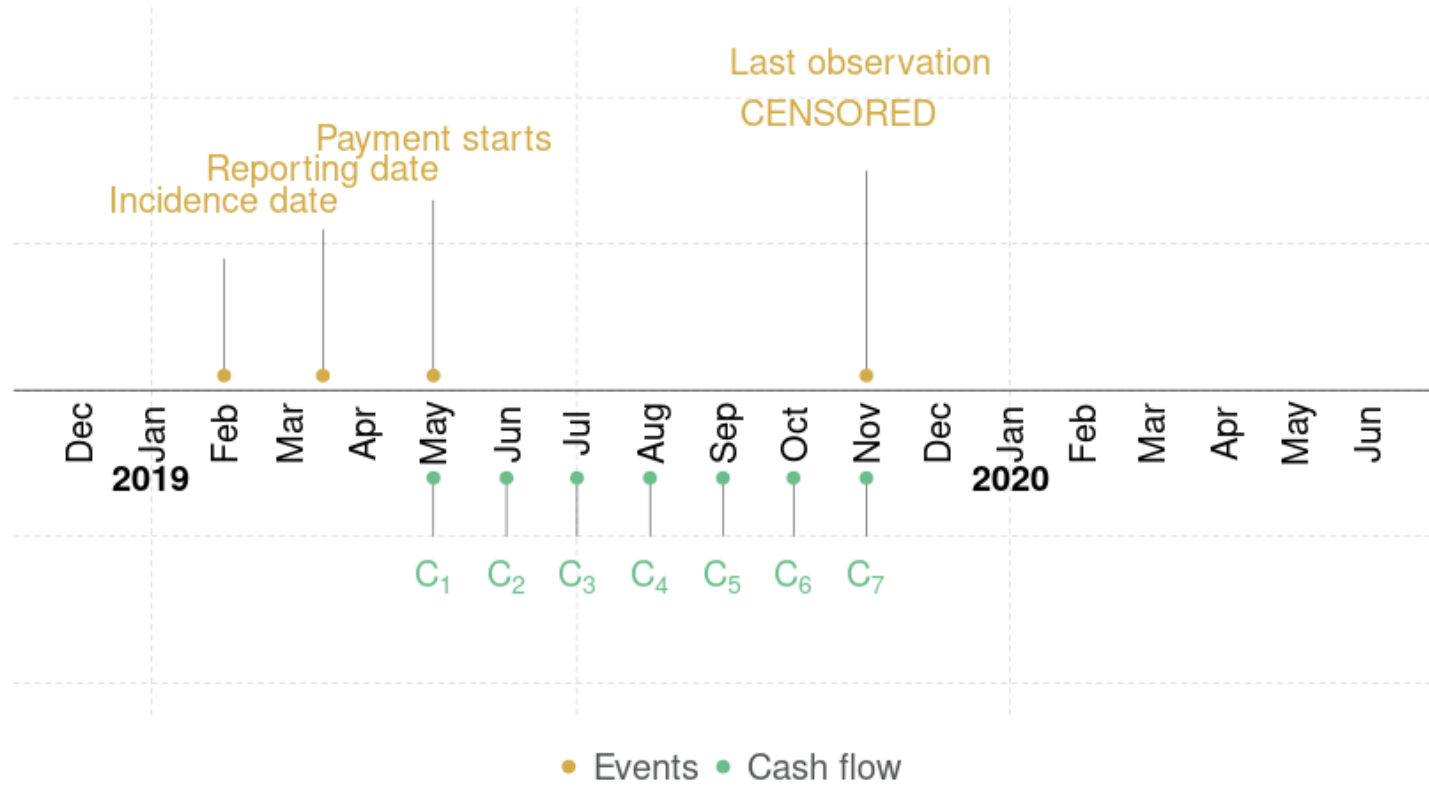 Last observation
CENSORED
Payment starts
Reporting date
Incidence date
Dec Jan Feb Mar Apr May Jun Jul Aug Sep Oct Nov Dec Jan Feb Mar Apr May Jun
2019 2020
C₁ C₂ C₃ C₄ C₅ C₆ C₇
Events Cash flow